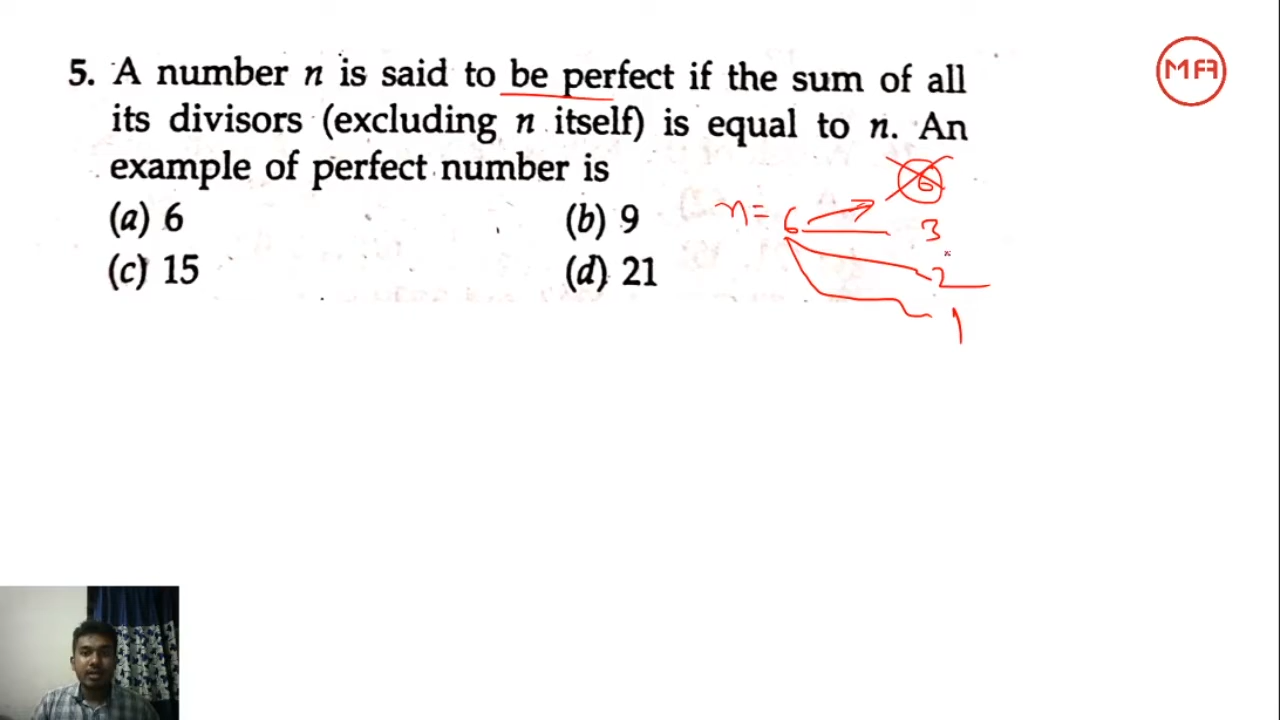 MFA
5. A number n is said to be perfect if the sum of all
its divisors (excluding n itself) is equal to n. An
example of perfect number is
(a) 6 (b) 9
(c) 15 (d) 21
n = 6
6
3
2
1